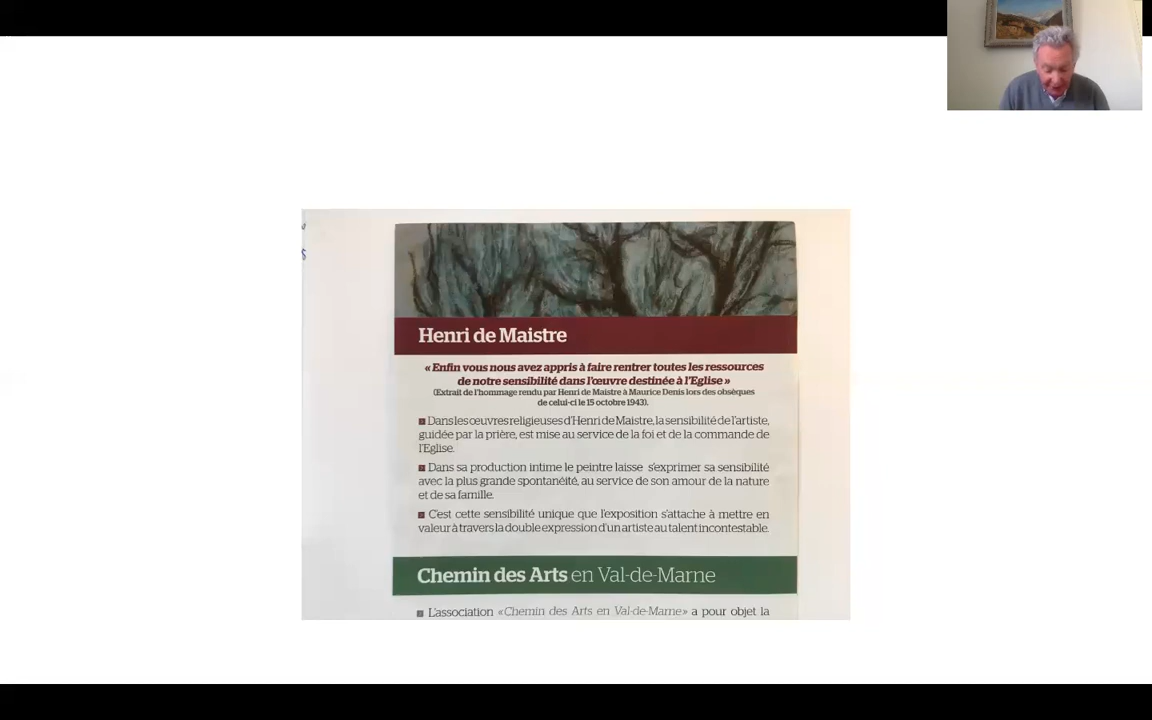 Henri de Maistre
« Enfin vous nous avez appris à faire rentrer toutes les ressources
de notre sensibilité dans l'œuvre destinée à l'Eglise »
(Extrait de l'hommage rendu par Henri de Maistre à Maurice Denis lors des obsèques
de celui-ci le 15 octobre 1943).
Dans les œuvres religieuses d'Henri de Maistre, la sensibilité de l'artiste,
guidée par la prière, est mise au service de la foi et de la commande de
l'Eglise.
Dans sa production intime le peintre laisse s'exprimer sa sensibilité
avec la plus grande spontanéité, au service de son amour de la nature
et de sa famille.
C'est cette sensibilité unique que l'exposition s'attache à mettre en
valeur à travers la double expression d'un artiste au talent incontestable.
Chemin des Arts en Val-de-Marne
L'association «Chemin des Arts en Val-de-Marne» a pour objet la